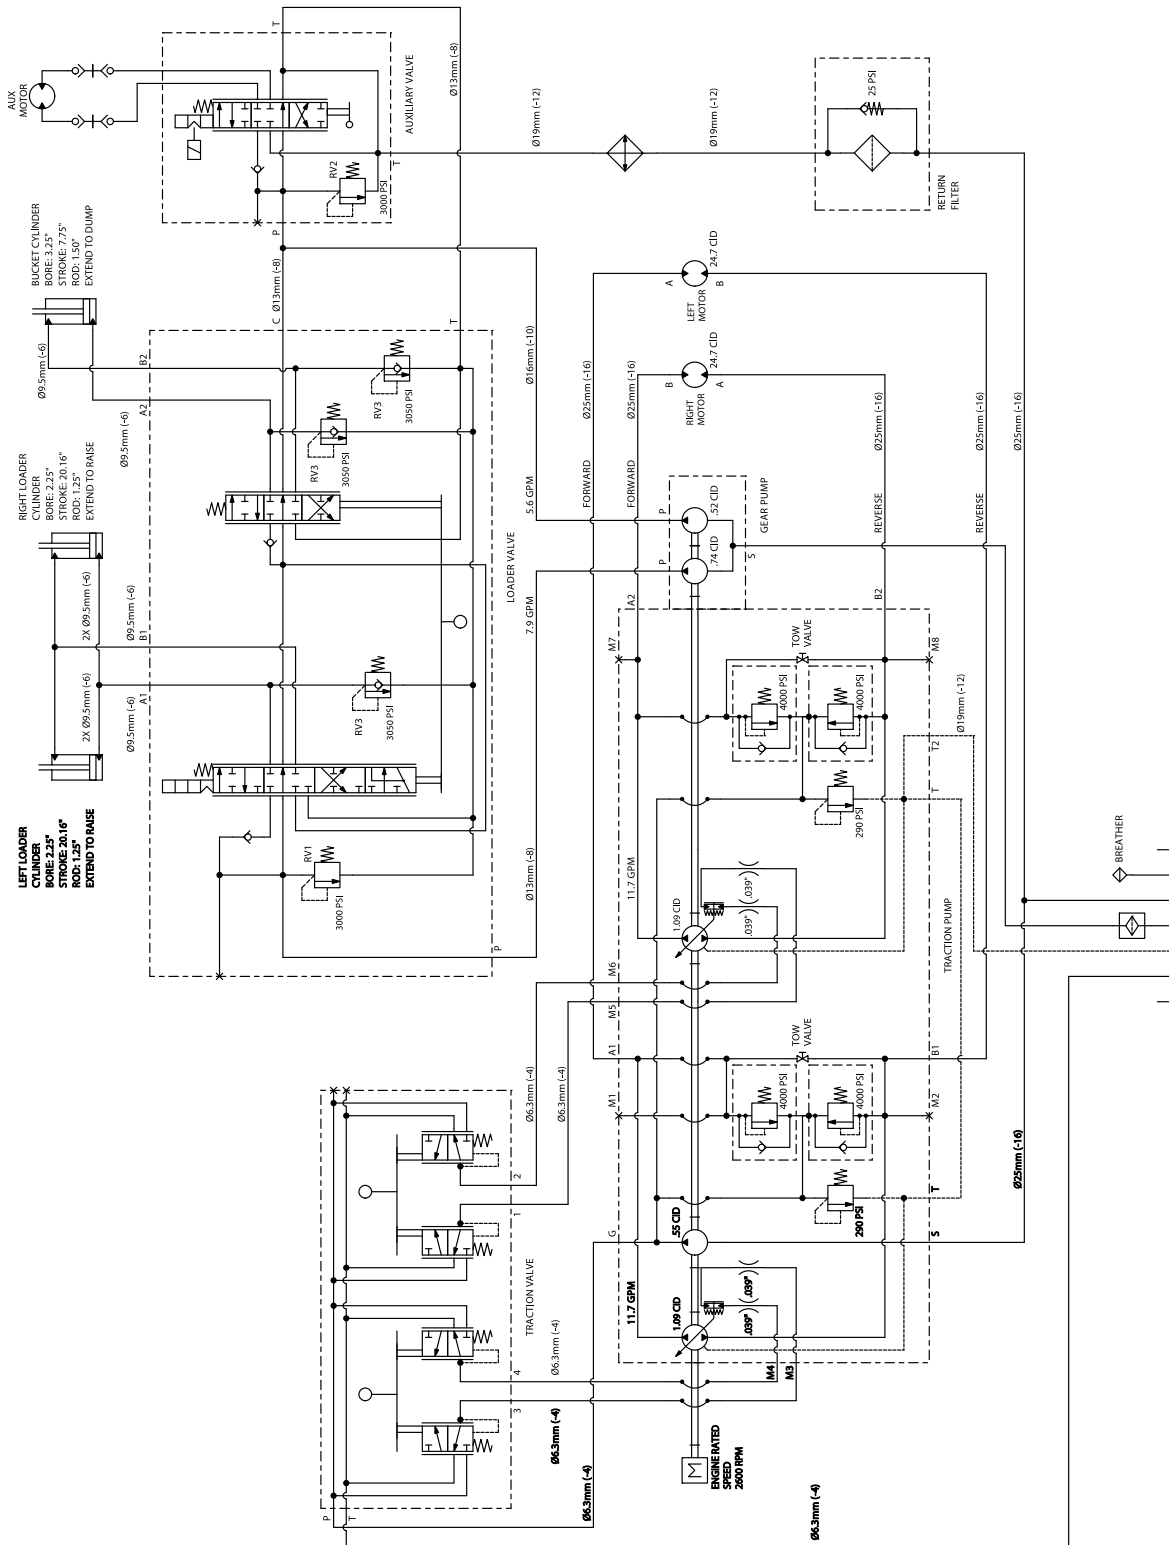 AUX
MOTOR
T
Ø13mm (-8)
AUXILIARY VALVE
RV2
3000 PSI
T
P
Ø19mm (-12)
Ø19mm (-12)
25 PSI
RETURN
FILTER
BUCKET CYLINDER
BORE: 3.25"
STROKE: 7.75"
ROD: 1.50"
EXTEND TO DUMP
Ø9.5mm (-6)
B2
A2
Ø9.5mm (-6)
C
Ø13mm (-8)
T
RV3
3050 PSI
RV3
3050 PSI
Ø16mm (-10)
5.6 GPM
A
LEFT
MOTOR
B
24.7 CID
B
RIGHT
MOTOR
A
24.7 CID
Ø25mm (-16)
Ø25mm (-16)
Ø25mm (-16)
Ø25mm (-16)
Ø25mm (-16)
FORWARD
FORWARD
REVERSE
REVERSE
RIGHT LOADER
CYLINDER
BORE: 2.25"
STROKE: 20.16"
ROD: 1.25"
EXTEND TO RAISE
2X Ø9.5mm (-6)
2X Ø9.5mm (-6)
Ø9.5mm (-6)
B1
A1
Ø9.5mm (-6)
LOADER VALVE
RV3
3050 PSI
LEFT LOADER
CYLINDER
BORE: 2.25"
STROKE: 20.16"
ROD: 1.25"
EXTEND TO RAISE
RV1
3000 PSI
P
7.9 GPM
Ø13mm (-8)
P
.52 CID
P
.74 CID
GEAR PUMP
S
A2
B2
M7
M8
TOW
VALVE
4000 PSI
4000 PSI
290 PSI
T2
T
Ø19mm (-12)
11.7 GPM
1.09 CID
.039"
.039"
TRACTION PUMP
BREATHER
M6
M5
A1
M1
B1
M2
TOW
VALVE
4000 PSI
4000 PSI
290 PSI
T
S
Ø25mm (-16)
G
.55 CID
11.7 GPM
1.09 CID
.039"
.039"
M4
M3
Ø6.3mm (-4)
Ø6.3mm (-4)
2
1
TRACTION VALVE
4
3
Ø6.3mm (-4)
Ø6.3mm (-4)
Ø6.3mm (-4)
P
T
M
ENGINE RATED
SPEED
2600 RPM
Ø6.3mm (-4)